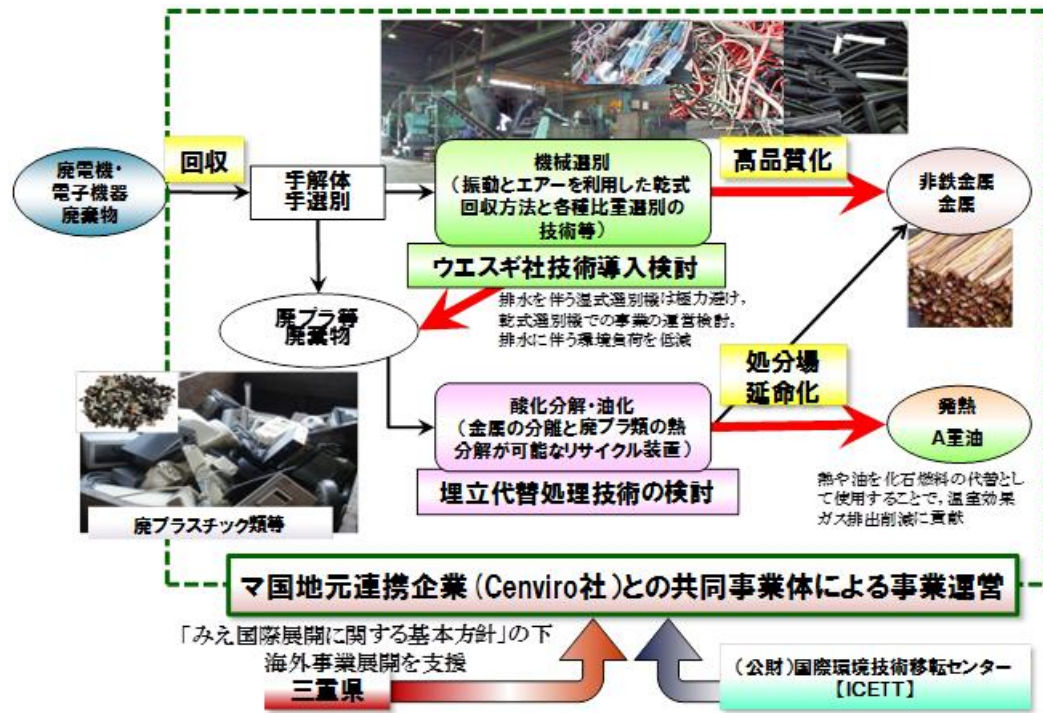 廃電機・
電子機器
廃棄物
回収
手解体
手選別
機械選別
（振動とエアーを利用した乾式
回収方法と各種比重選別の
技術等）
ウエスギ社技術導入検討
高品質化
非鉄金属
金属
排水を伴う湿式選別機は極力避け，
乾式選別機での事業の運営検討。
排水に伴う環境負荷を低減
廃プラ等
廃棄物
処分場
延命化
酸化分解・油化
（金属の分離と廃プラ類の熱
分解が可能なリサイクル装置）
埋立代替処理技術の検討
発熱
A重油
熱や油を化石燃料の代替とし
て使用することで，温室効果
ガス排出削減に貢献
廃プラスチック類等
マ国地元連携企業（Cenviro社）との共同事業体による事業運営
「みえ国際展開に関する基本方針」の下
海外事業展開を支援
三重県
（公財）国際環境技術移転センター
【ICETT】